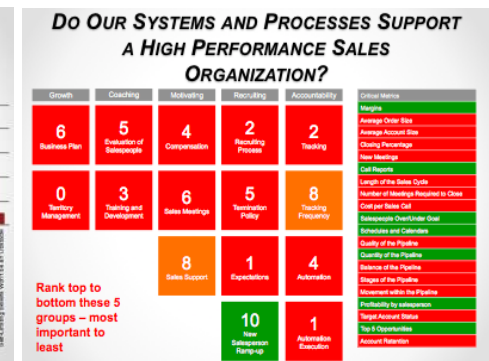 DO OUR SYSTEMS AND PROCESSES SUPPORT
A HIGH PERFORMANCE SALES
ORGANIZATION?
Growth
Coaching
Motivating
Recruiting
Accountability
6
Business Plan
5
Evaluation of
Salespeople
4
Compensation
2
Recruiting
Process
2
Tracking
0
Territory
Management
3
Training and
Development
6
Sales Meetings
5
Termination
Policy
8
Tracking
Frequency
8
Sales Support
1
Expectations
4
Automation
10
New
Salesperson
Ramp-up
1
Automation
Execution
Rank top to
bottom these 5
groups – most
important to
least
Critical Metrics
Margins
Average Order Size
Average Account Size
Closing Percentage
New Meetings
Call Reports
Length of the Sales Cycle
Number of Meetings Required to Close
Cost per Sales Call
Salespeople Over/Under Goal
Schedules and Calendars
Quality of the Pipeline
Quantity of the Pipeline
Balance of the Pipeline
Stages of the Pipeline
Movement within the Pipeline
Profitability by salesperson
Target Account Status
Top 5 Opportunities
Account Retention